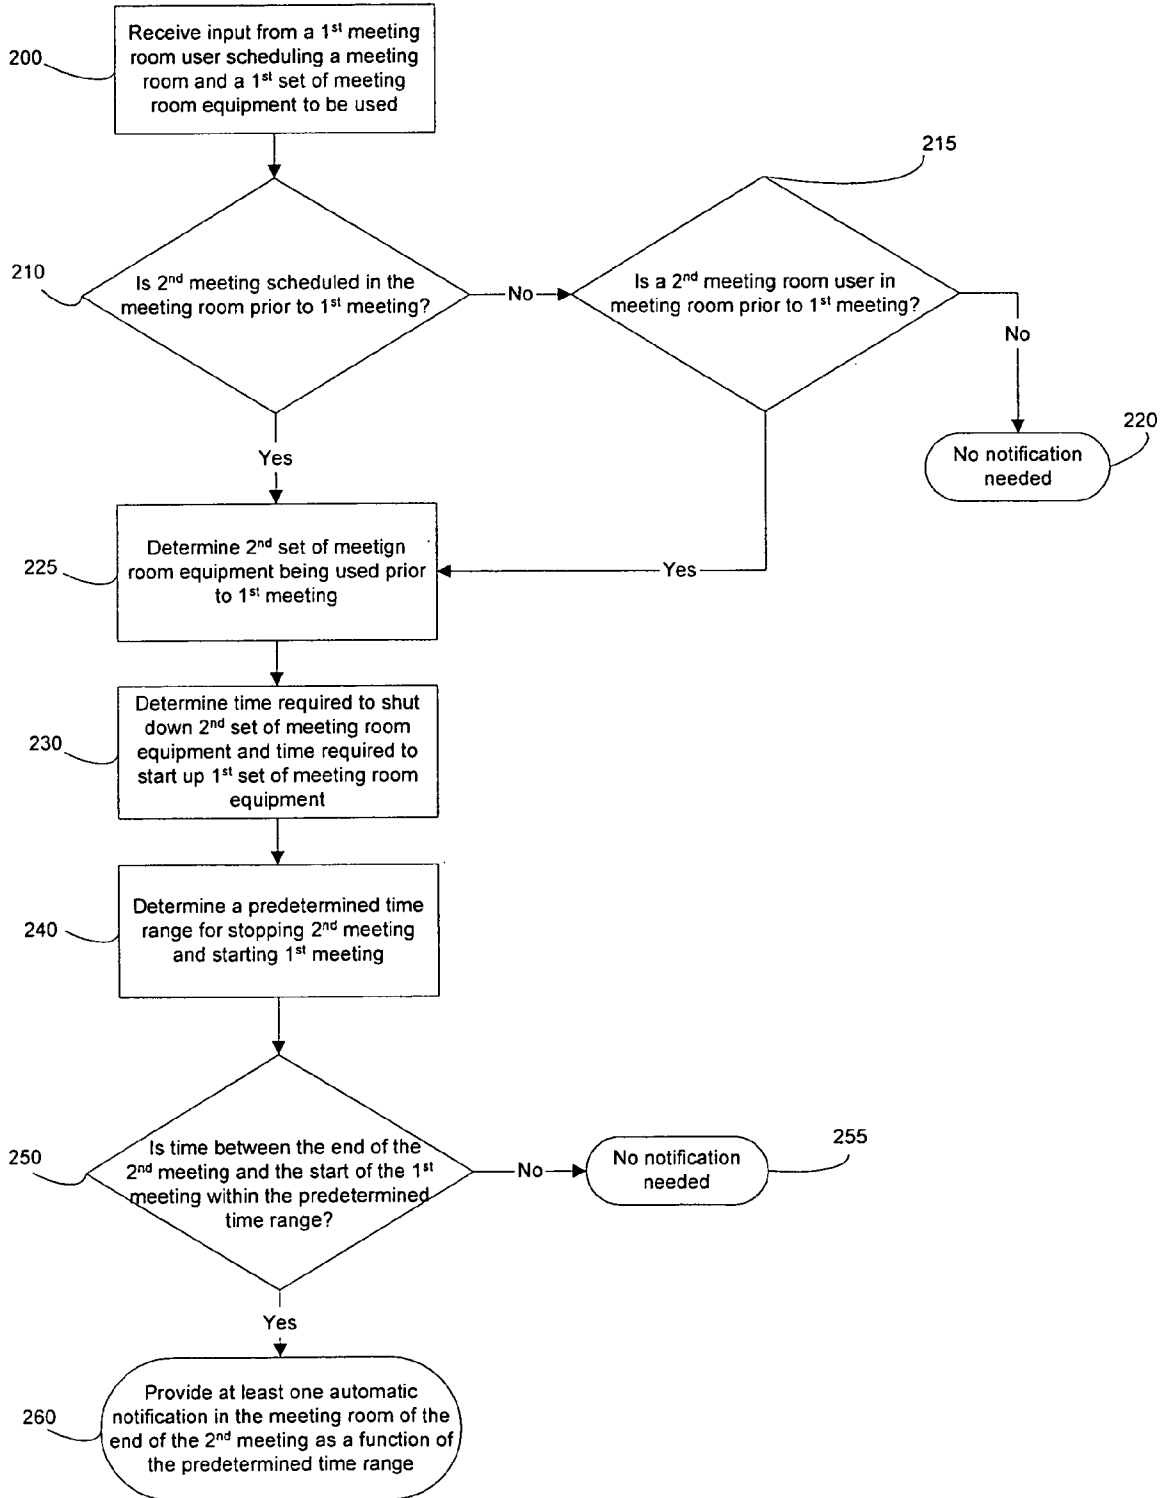 Receive input from a 1st meeting
room user scheduling a meeting
room and a 1st set of meeting
room equipment to be used
200
215
210
Is 2nd meeting scheduled in the
meeting room prior to 1st meeting?
No
Is a 2nd meeting room user in
meeting room prior to 1st meeting?
No
220
No notification
needed
Yes
225
Determine 2nd set of meetign
room equipment being used prior
to 1st meeting
Yes
230
Determine time required to shut
down 2nd set of meeting room
equipment and time required to
start up 1st set of meeting room
equipment
240
Determine a predetermined time
range for stopping 2nd meeting
and starting 1st meeting
250
Is time between the end of the
2nd meeting and the start of the 1st
meeting within the predetermined
time range?
No
No notification
needed
255
Yes
260
Provide at least one automatic
notification in the meeting room of the
end of the 2nd meeting as a function of
the predetermined time range